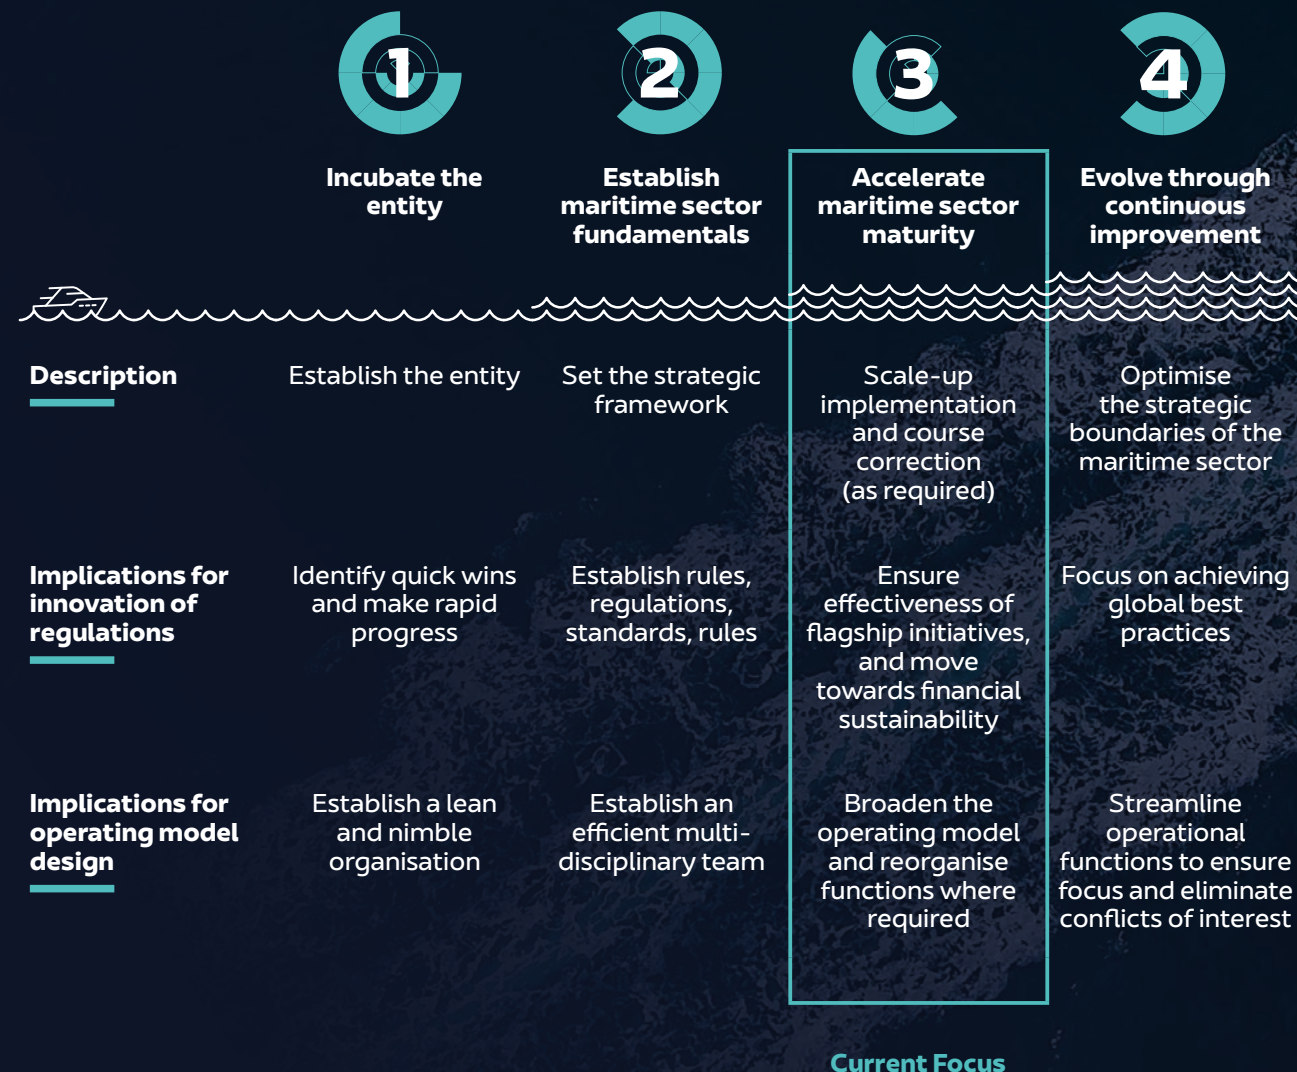 1
2
3
4
Incubate the
entity
Establish
maritime sector
fundamentals
Accelerate
maritime sector
maturity
Evolve through
continuous
improvement
Description
Establish the entity
Set the strategic
framework
Scale-up
implementation
and course
correction
(as required)
Optimise
the strategic
boundaries of the
maritime sector
Implications for
innovation of
regulations
Identify quick wins
and make rapid
progress
Establish rules,
regulations,
standards, rules
Ensure
effectiveness of
flagship initiatives,
and move
towards financial
sustainability
Focus on achieving
global best
practices
Implications for
operating model
design
Establish a lean
and nimble
organisation
Establish an
efficient multi-
disciplinary team
Broaden the
operating model
and reorganise
functions where
required
Streamline
operational
functions to ensure
focus and eliminate
conflicts of interest
Current Focus